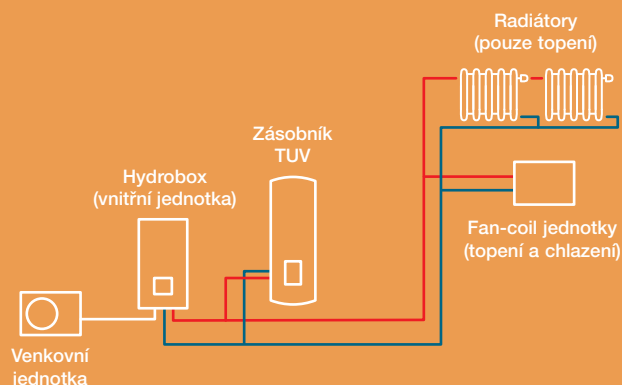 Radiátory
(pouze topení)
Zásobník
TUV
Hydrobox
(vnitřní jednotka)
Fan-coil jednotky
(topení a chlazení)
Venkovní
jednotka